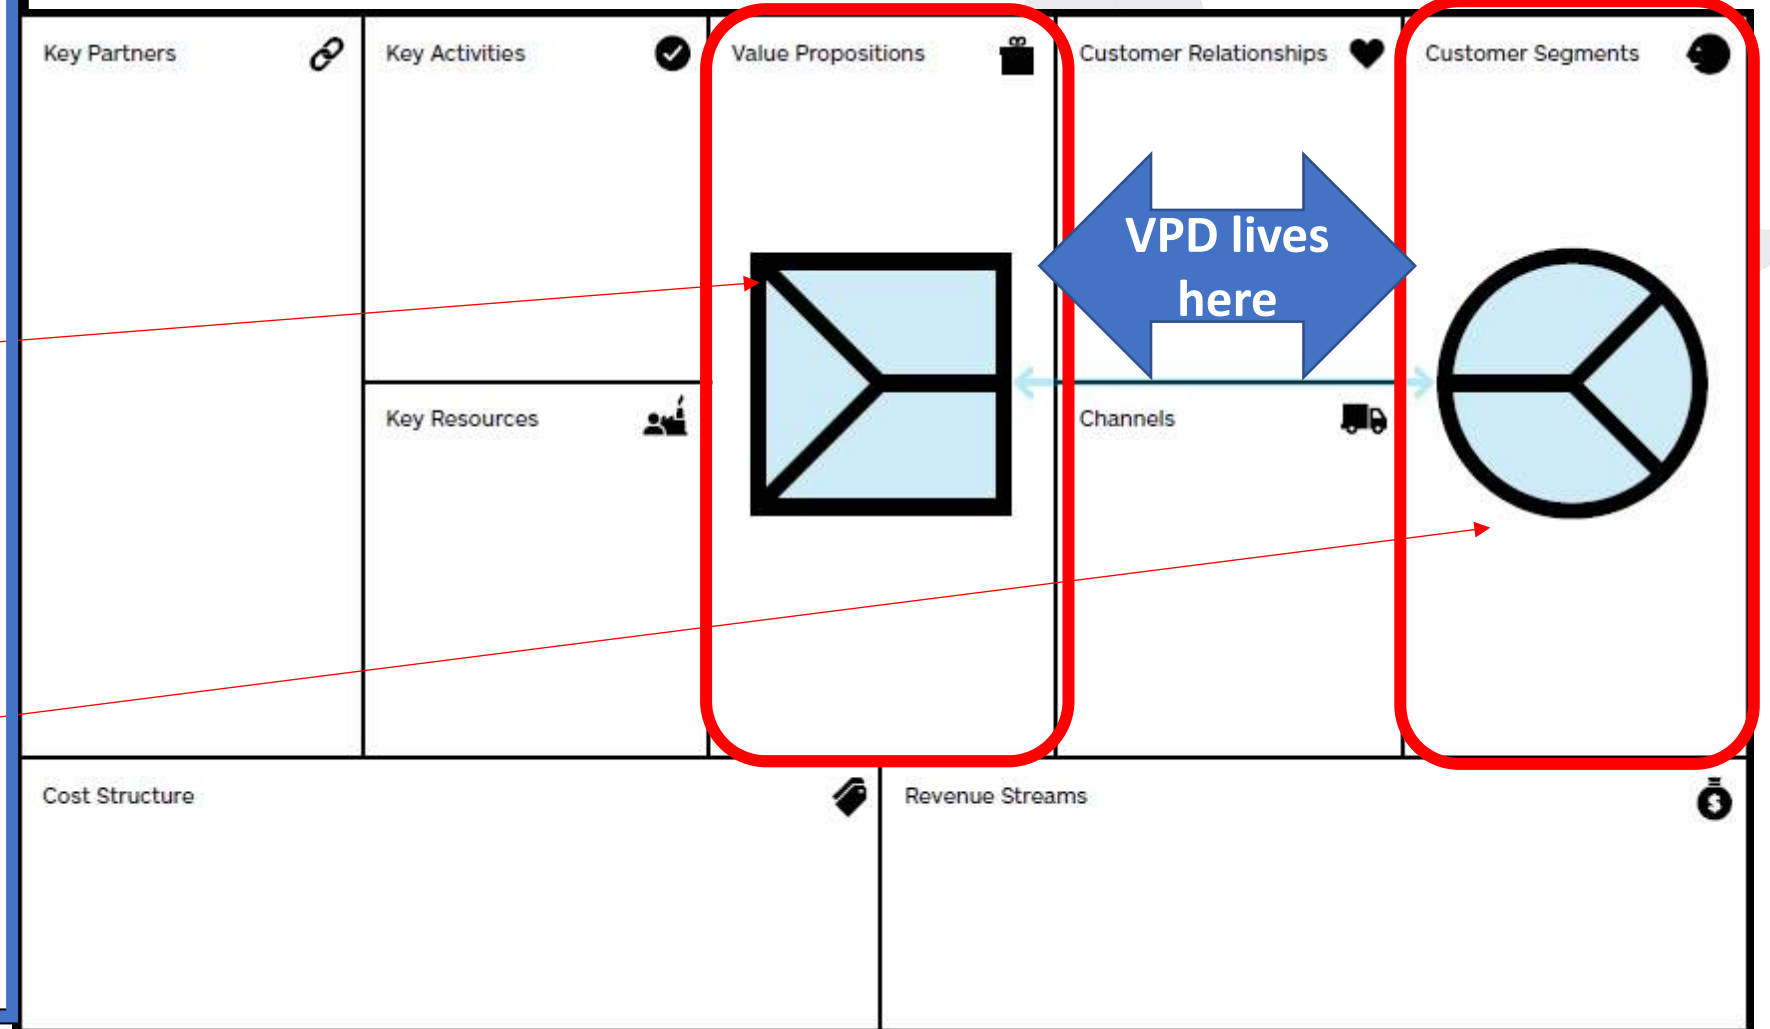 Key Partners
Key Activities
Value Propositions
Customer Relationships
Customer Segments
VPD lives
here
Key Resources
Channels
Cost Structure
Revenue Streams
$